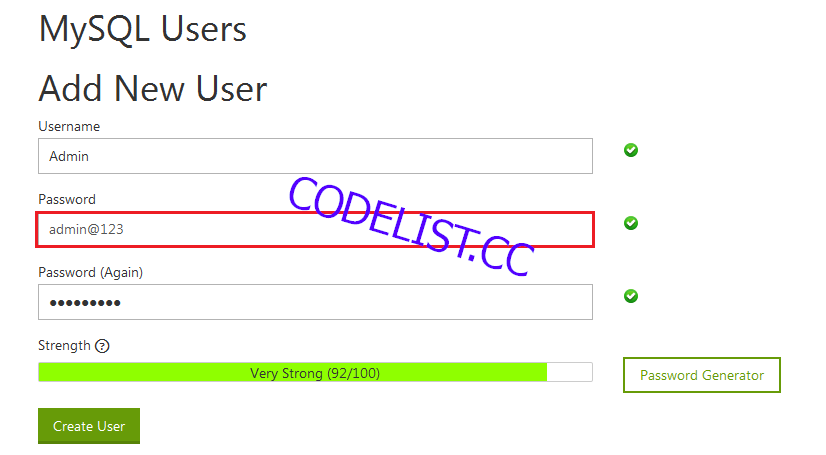 MySQL Users
Add New User
Username
Admin
Password
admin@123
CODELIST.CC
Password (Again)
●●●●●●●●●
Strength ?
Very Strong (92/100)
Password Generator
Create User